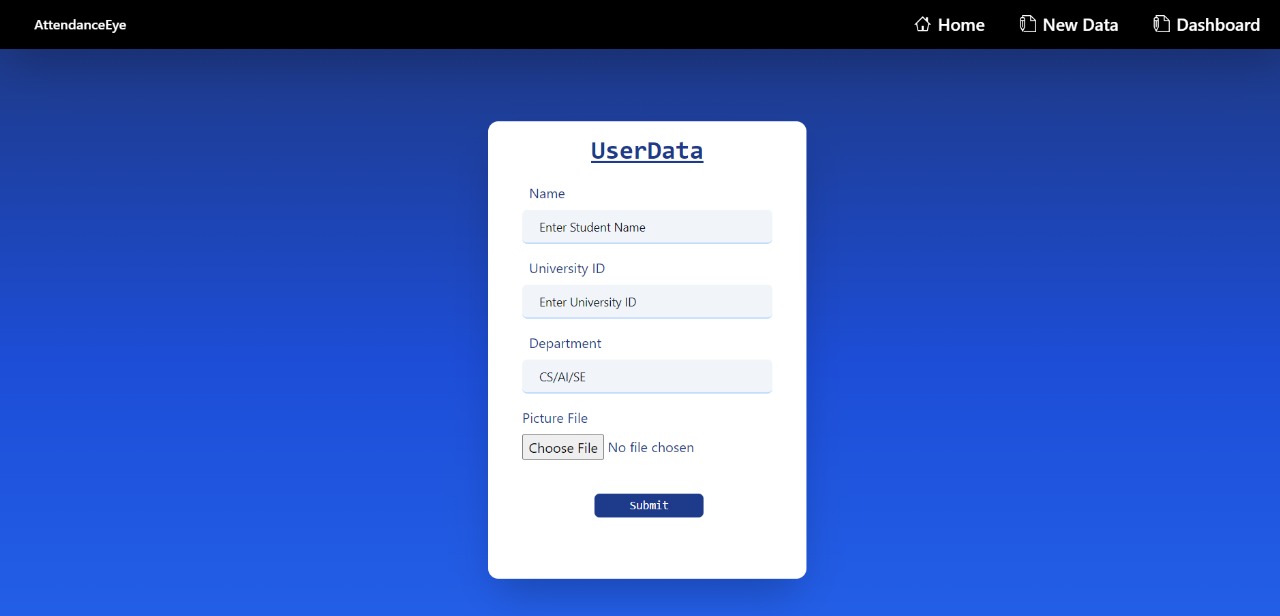 AttendanceEye Home New Data Dashboard
UserData
Name
Enter Student Name
University ID
Enter University ID
Department
CS/AI/SE
Picture File
Choose File No file chosen
Submit